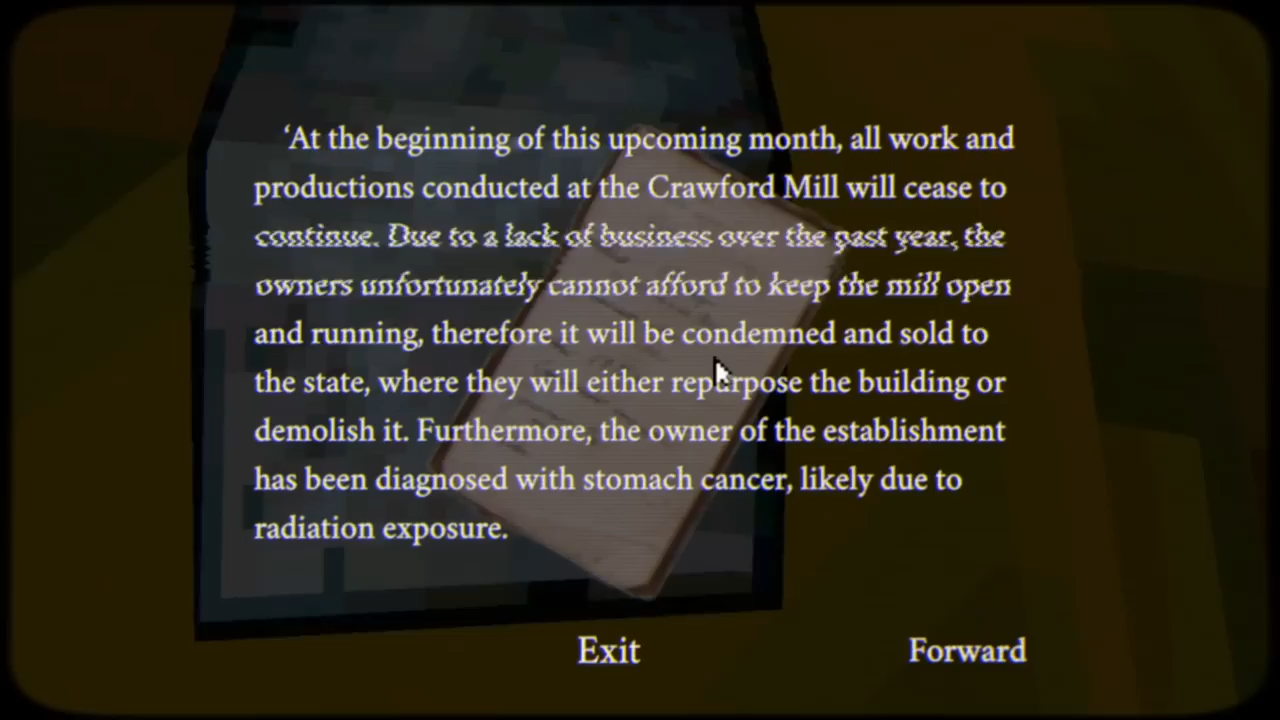 ‘At the beginning of this upcoming month, all work and
productions conducted at the Crawford Mill will cease to
continue. Due to a lack of business over the past year, the
owners unfortunately cannot afford to keep the mill open
and running, therefore it will be condemned and sold to
the state, where they will either repurpose the building or
demolish it. Furthermore, the owner of the establishment
has been diagnosed with stomach cancer, likely due to
radiation exposure.
Exit
Forward